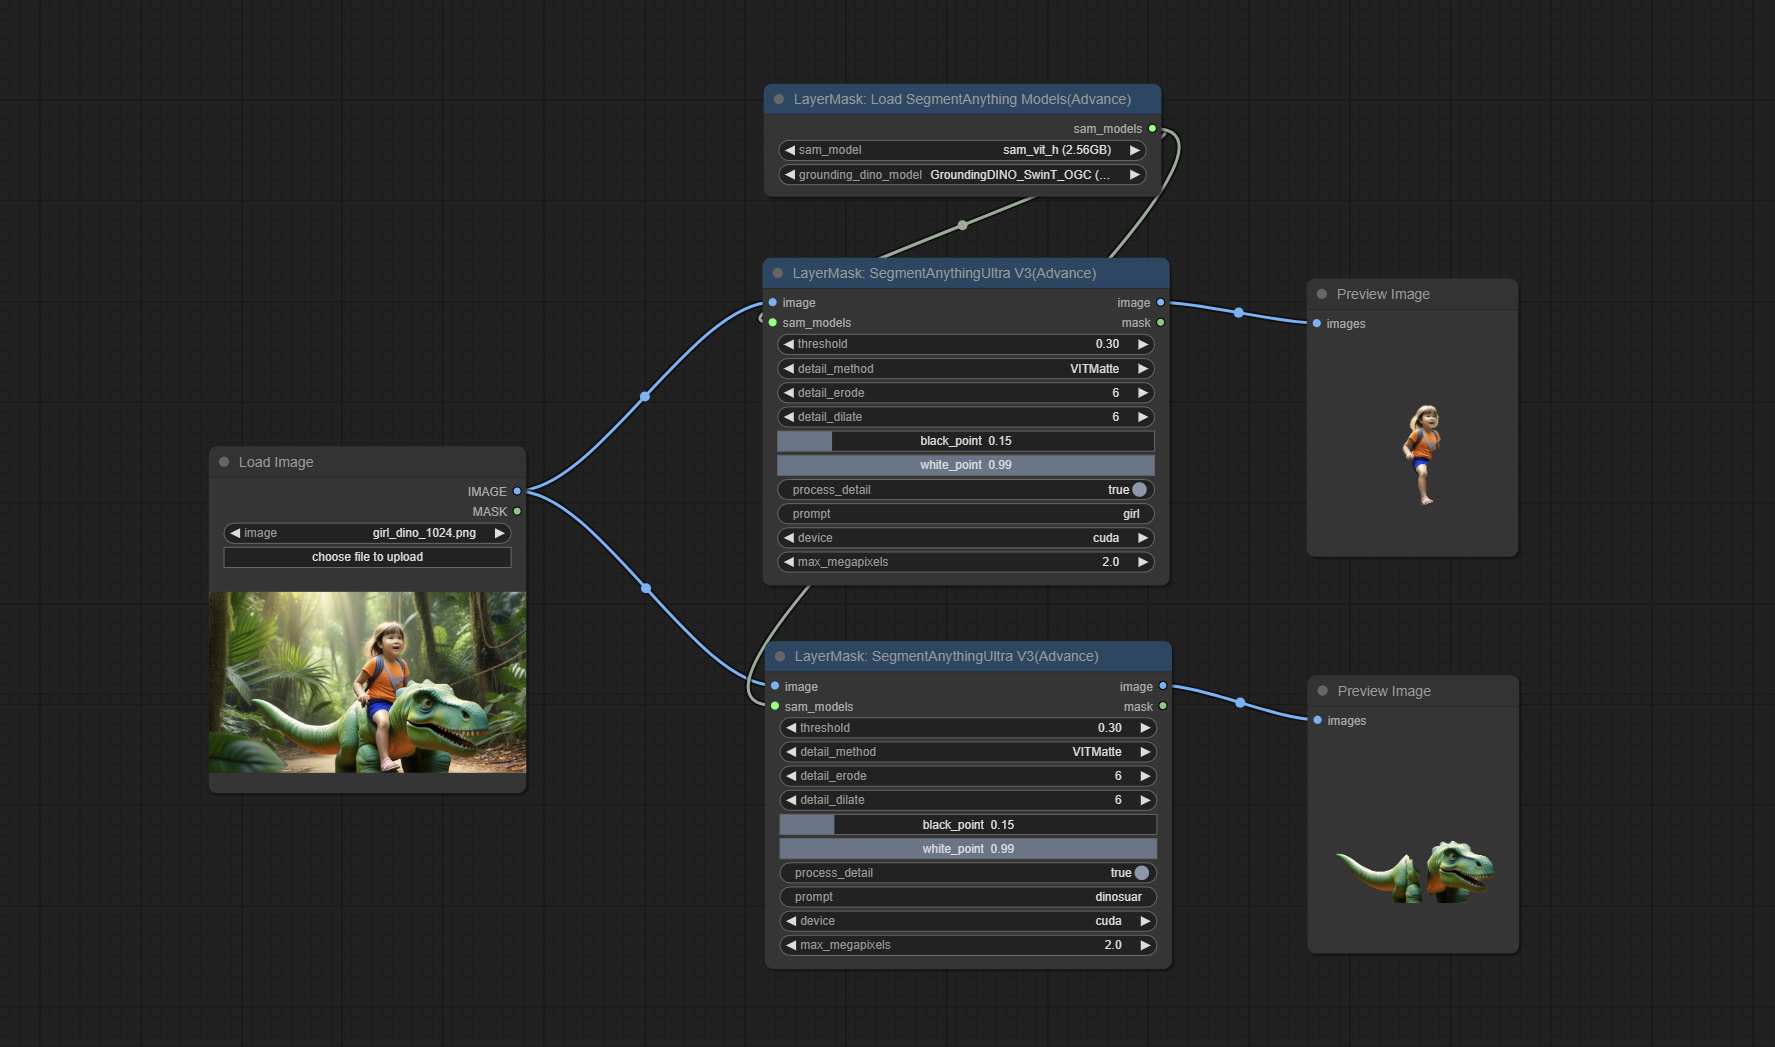 LayerMask: Load SegmentAnything Models(Advance)
sam_models
sam_model sam_vit_h (2.56GB)
grounding_dino_model GroundingDINO_SwinT_OGC (...
LayerMask: SegmentAnythingUltra V3(Advance)
image image
sam_models mask
threshold 0.30
detail_method VITMatte
detail_erode 6
detail_dilate 6
black_point 0.15
white_point 0.99
process_detail true
prompt girl
device cuda
max_megapixels 2.0
Preview Image
images
Load Image
IMAGE
MASK
image girl_dino_1024.png
choose file to upload
LayerMask: SegmentAnythingUltra V3(Advance)
image image
sam_models mask
threshold 0.30
detail_method VITMatte
detail_erode 6
detail_dilate 6
black_point 0.15
white_point 0.99
process_detail true
prompt dinosuar
device cuda
max_megapixels 2.0
Preview Image
images